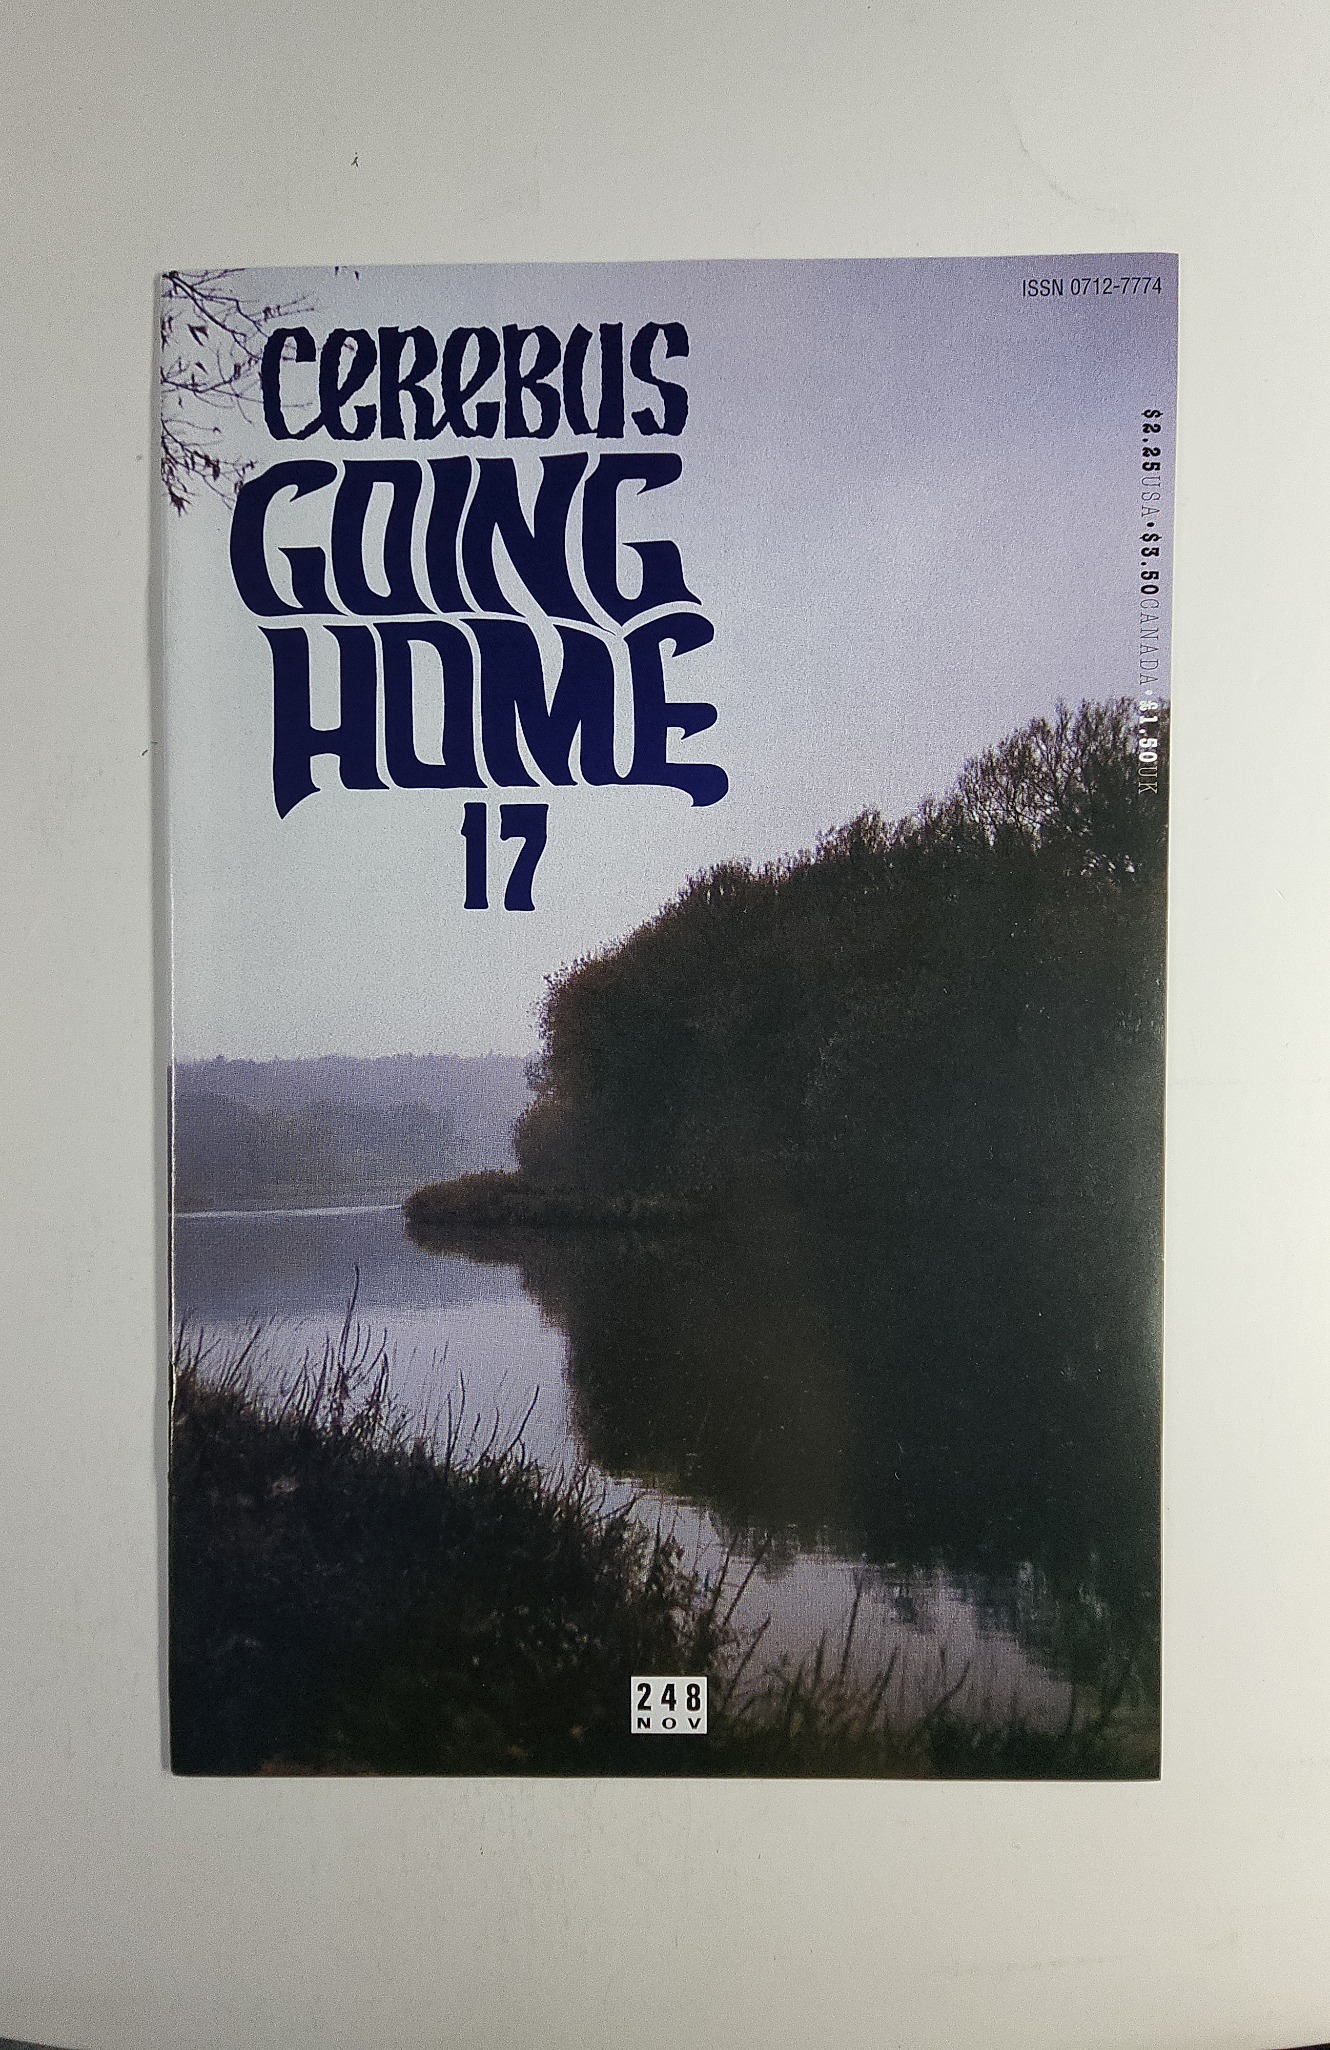 ISSN 0712-7774
CEREBUS
GOING
HOME
17
$2.25USA•$3.50CANADA•$1.50UK
248
NOV